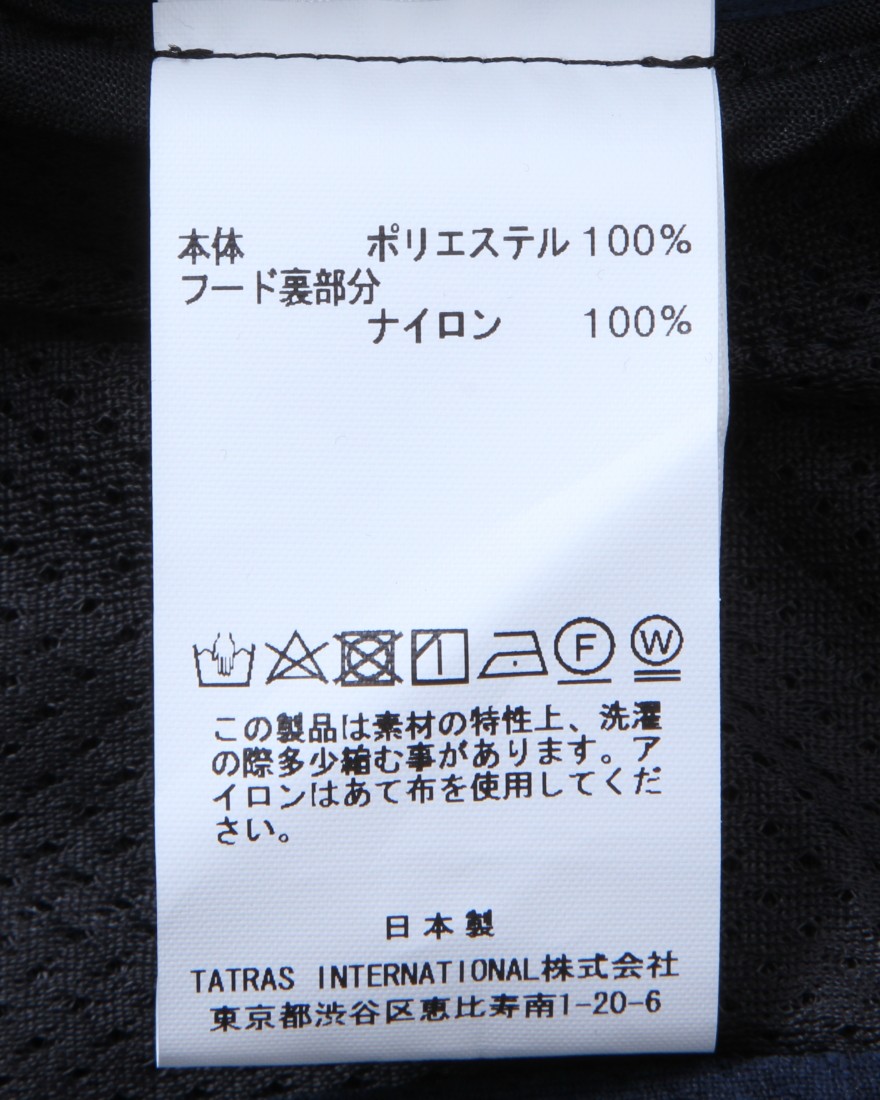 本体 ポリエステル 100%
フード裏部分
ナイロン 100%
F W
この製品は素材の特性上、洗濯
の際多少縮む事があります。ア
イロンはあて布を使用してくだ
さい。
日本製
TATRAS INTERNATIONAL株式会社
東京都渋谷区恵比寿南1-20-6